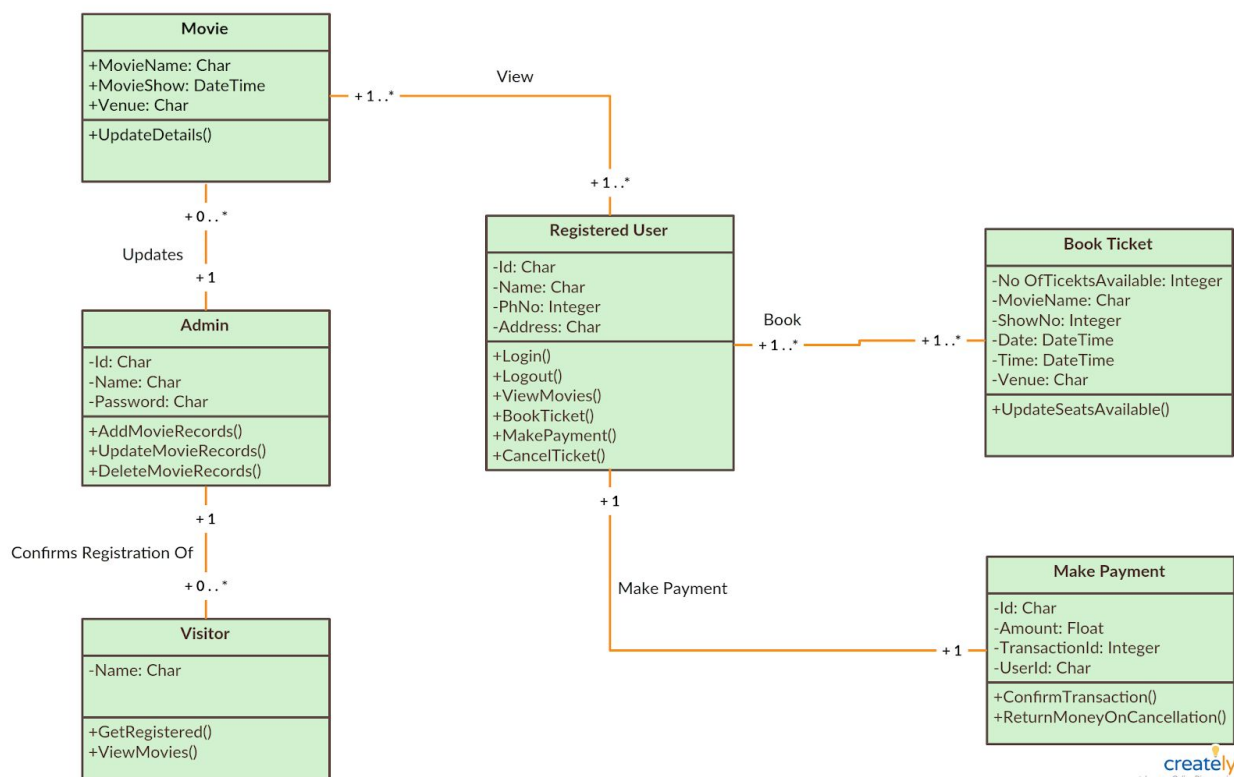 Movie
+MovieName: Char
+MovieShow: DateTime
+Venue: Char
+UpdateDetails()
View
+1..*
+1..*
+0..*
Updates
+1
Admin
-Id: Char
-Name: Char
-Password: Char
+AddMovieRecords()
+UpdateMovieRecords()
+DeleteMovieRecords()
+1
Confirms Registration Of
+0..*
Visitor
-Name: Char
+GetRegistered()
+ViewMovies()
Registered User
-Id: Char
-Name: Char
-PhNo: Integer
-Address: Char
+Login()
+Logout()
+ViewMovies()
+BookTicket()
+MakePayment()
+CancelTicket()
Book
+1..*
+1..*
Book Ticket
-No OfTicektsAvailable: Integer
-MovieName: Char
-ShowNo: Integer
-Date: DateTime
-Time: DateTime
-Venue: Char
+UpdateSeatsAvailable()
+1
Make Payment
+1
Make Payment
-Id: Char
-Amount: Float
-TransactionId: Integer
-UserId: Char
+ConfirmTransaction()
+ReturnMoneyOnCancellation()
creately